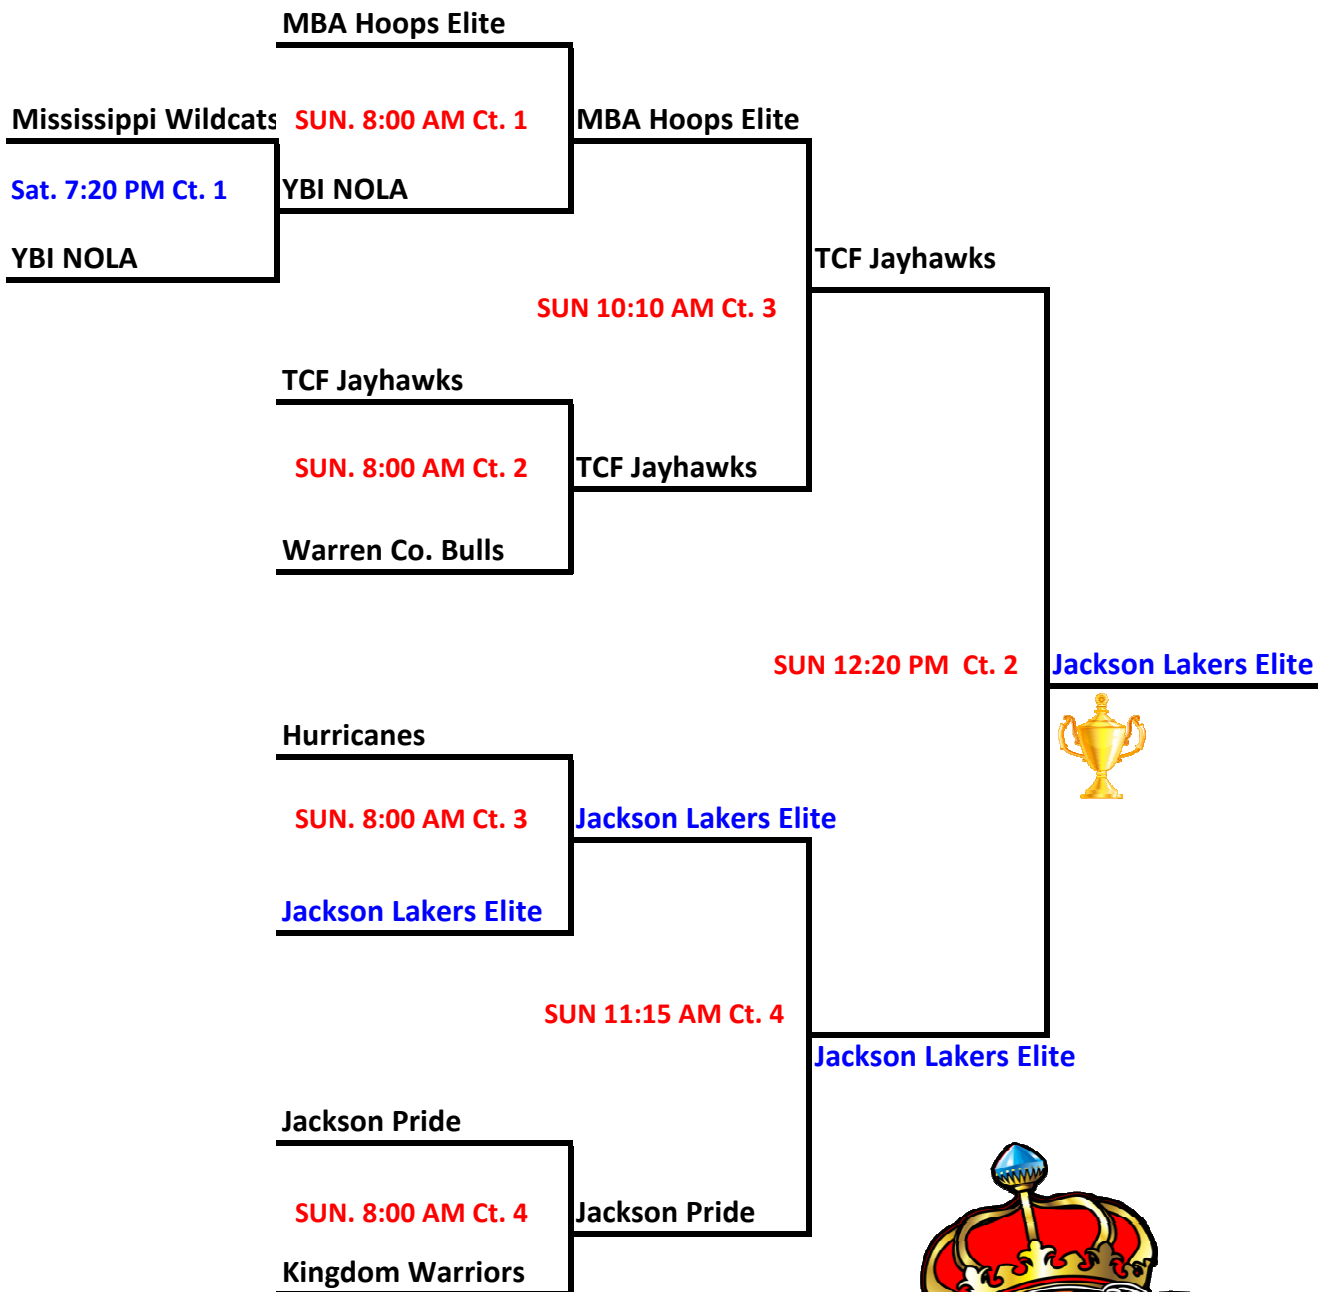 MBA Hoops Elite
Mississippi Wildcats
SUN. 8:00 AM Ct. 1
MBA Hoops Elite
Sat. 7:20 PM Ct. 1
YBI NOLA
YBI NOLA
TCF Jayhawks
SUN 10:10 AM Ct. 3
TCF Jayhawks
SUN. 8:00 AM Ct. 2
TCF Jayhawks
Warren Co. Bulls
SUN 12:20 PM  Ct. 2
Jackson Lakers Elite
Hurricanes
SUN. 8:00 AM Ct. 3
Jackson Lakers Elite
Jackson Lakers Elite
SUN 11:15 AM Ct. 4
Jackson Lakers Elite
Jackson Pride
SUN. 8:00 AM Ct. 4
Jackson Pride
Kingdom Warriors